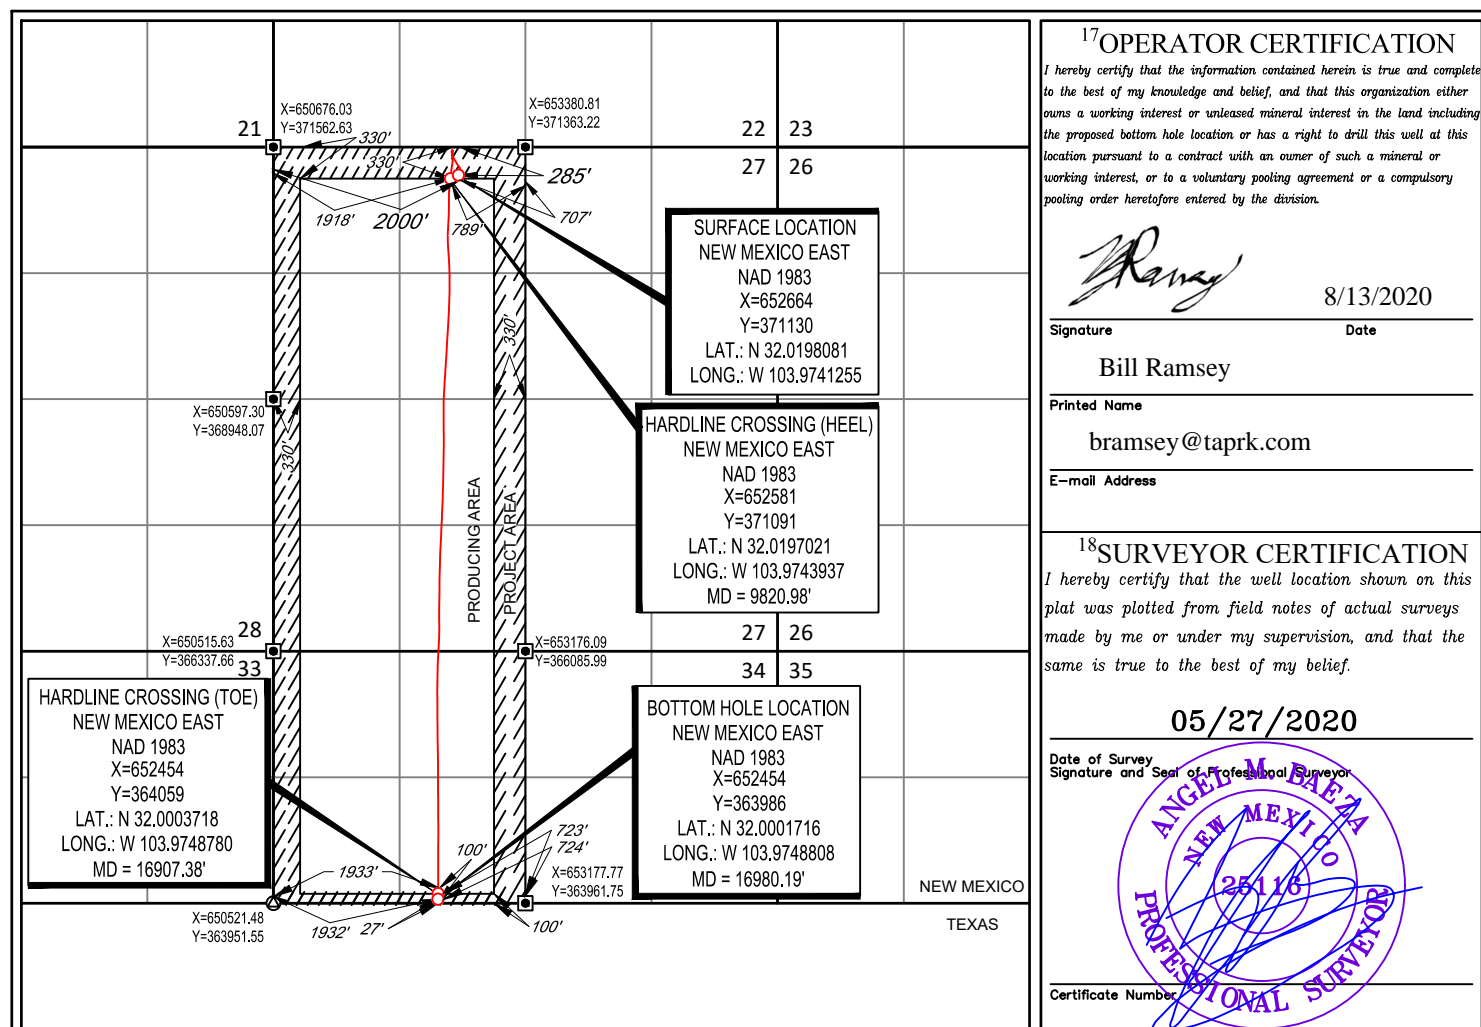 X=650676.03
Y=371562.63
X=653380.81
Y=371363.22
21
22 23
27 26
330'
330'
285'
1918'
2000'
789'
707'
SURFACE LOCATION
NEW MEXICO EAST
NAD 1983
X=652664
Y=371130
LAT.: N 32.0198081
LONG.: W 103.9741255
330'
X=650597.30
Y=368948.07
330'
HARDLINE CROSSING (HEEL)
NEW MEXICO EAST
NAD 1983
X=652581
Y=371091
LAT.: N 32.0197021
LONG.: W 103.9743937
MD = 9820.98'
PRODUCING AREA
PROJECT AREA
28
33
X=650515.63
Y=366337.66
X=653176.09
Y=366085.99
27 26
34 35
HARDLINE CROSSING (TOE)
NEW MEXICO EAST
NAD 1983
X=652454
Y=364059
LAT.: N 32.0003718
LONG.: W 103.9748780
MD = 16907.38'
BOTTOM HOLE LOCATION
NEW MEXICO EAST
NAD 1983
X=652454
Y=363986
LAT.: N 32.0001716
LONG.: W 103.9748808
MD = 16980.19'
723'
724'
100'
1933'
X=653177.77
Y=363961.75
NEW MEXICO
TEXAS
X=650521.48
Y=363951.55
1932' 27'
100'
17OPERATOR CERTIFICATION
I hereby certify that the information contained herein is true and complete
to the best of my knowledge and belief, and that this organization either
owns a working interest or unleased mineral interest in the land including
the proposed bottom hole location or has a right to drill this well at this
location pursuant to a contract with an owner of such a mineral or
working interest, or to a voluntary pooling agreement or a compulsory
pooling order heretofore entered by the division.
8/13/2020
Signature Date
Bill Ramsey
Printed Name
bramsey@taprk.com
E-mail Address
18SURVEYOR CERTIFICATION
I hereby certify that the well location shown on this
plat was plotted from field notes of actual surveys
made by me or under my supervision, and that the
same is true to the best of my belief.
05/27/2020
Date of Survey
Signature and Seal of Professional Surveyor
ANGEL M. BAEZA
NEW MEXICO
25116
PROFESSIONAL SURVEYOR
Certificate Number